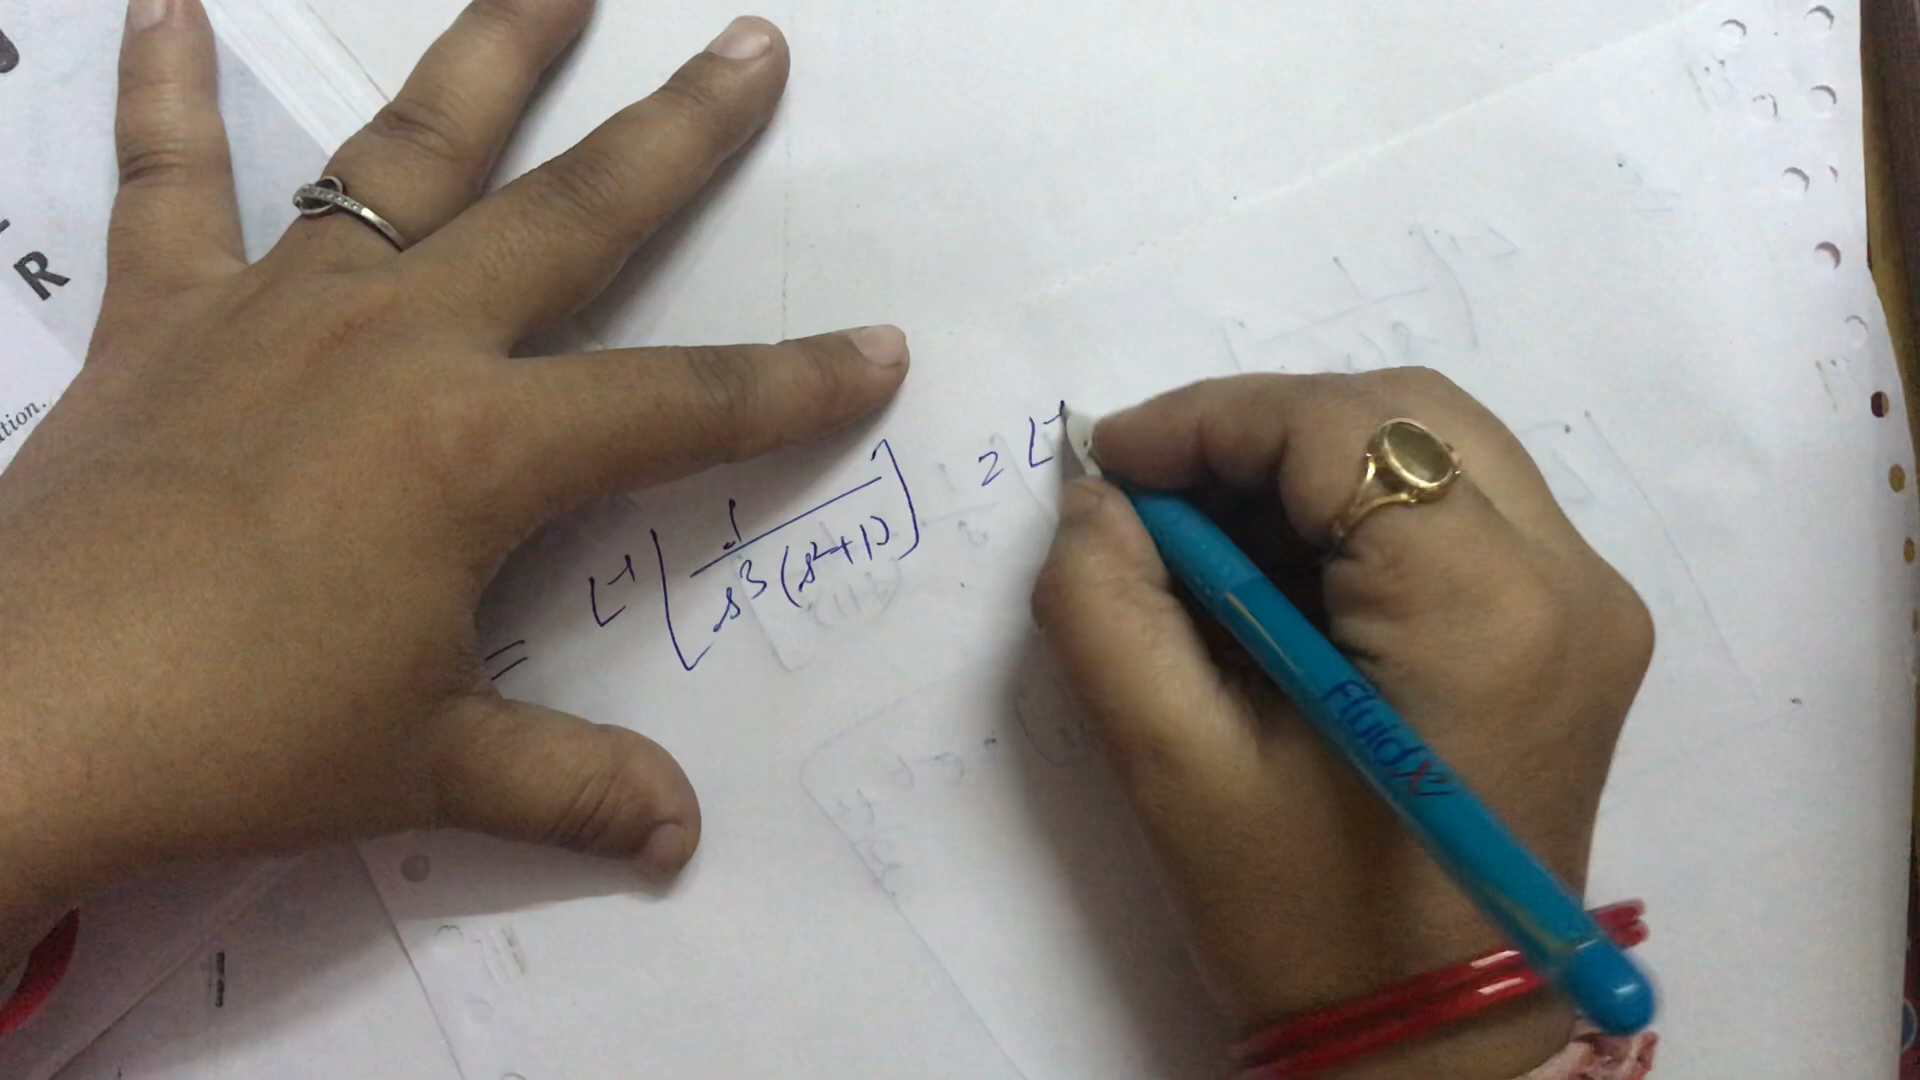 R
tion.
= L⁻¹ [ 1 / s³ (s²+1) ] = L⁻¹
FluidX